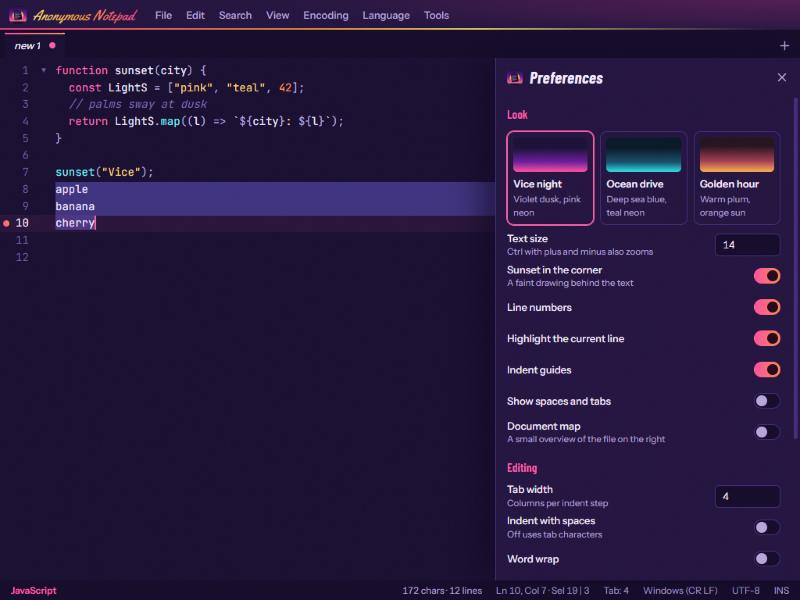 Anonymous Notepad File Edit Search View Encoding Language Tools
new 1
1 function sunset(city) {
2 const LightS = ["pink", "teal", 42];
3 // palms sway at dusk
4 return LightS.map((l) => `${city}: ${l}`);
5 }
6
7 sunset("Vice");
8 apple
9 banana
10 cherry
11
12
Preferences
Look
Vice night
Violet dusk, pink
neon
Ocean drive
Deep sea blue,
teal neon
Golden hour
Warm plum,
orange sun
Text size
Ctrl with plus and minus also zooms
14
Sunset in the corner
A faint drawing behind the text
Line numbers
Highlight the current line
Indent guides
Show spaces and tabs
Document map
A small overview of the file on the right
Editing
Tab width
Columns per indent step
4
Indent with spaces
Off uses tab characters
Word wrap
JavaScript 172 chars · 12 lines Ln 10, Col 7 · Sel 19 | 3 Tab: 4 Windows (CR LF) UTF-8 INS